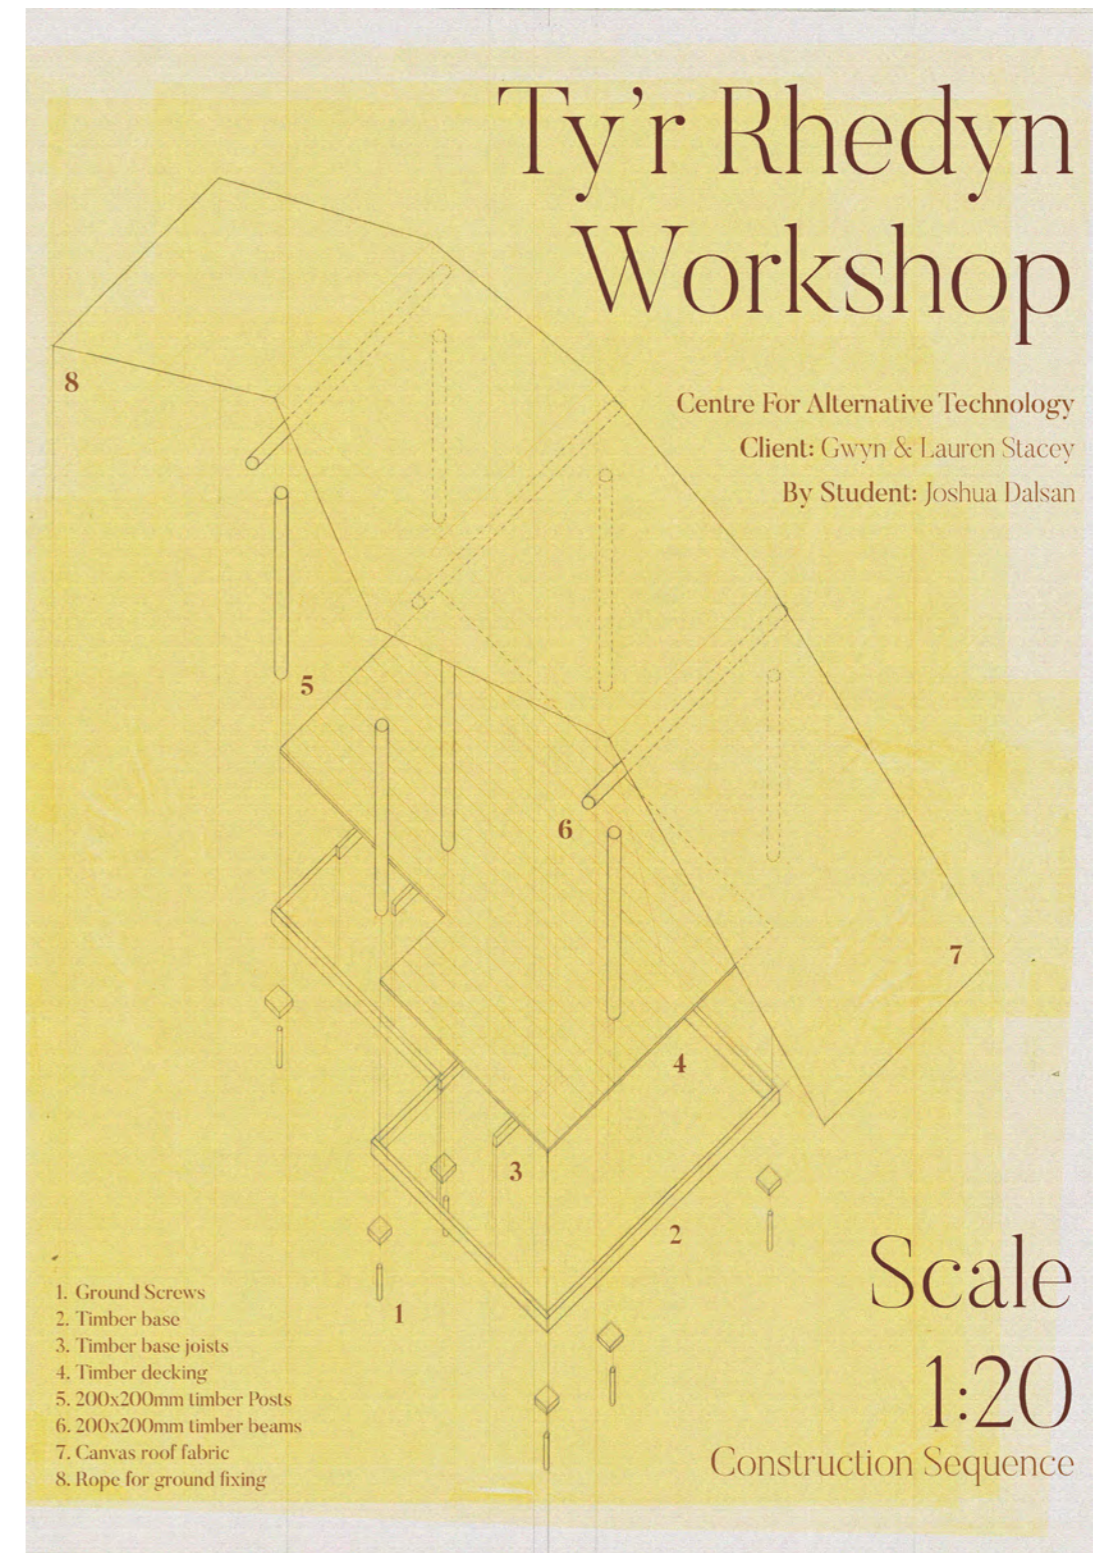 Ty'r Rhedyn
Workshop
Centre For Alternative Technology
Client: Gwyn & Lauren Stacey
By Student: Joshua Dalsan
8
5
6
7
4
3
2
1
1. Ground Screws
2. Timber base
3. Timber base joists
4. Timber decking
5. 200x200mm timber Posts
6. 200x200mm timber beams
7. Canvas roof fabric
8. Rope for ground fixing
Scale
1:20
Construction Sequence